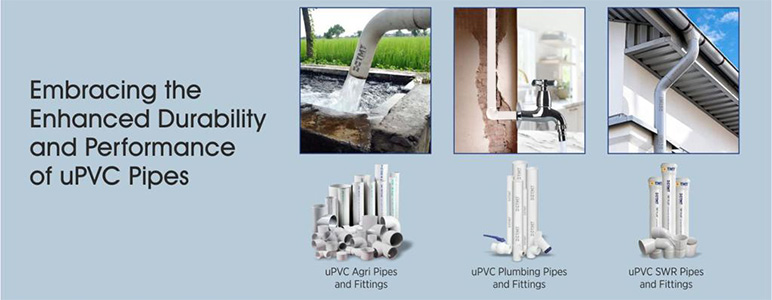 Embracing the
Enhanced Durability
and Performance
of uPVC Pipes
uPVC Agri Pipes
and Fittings
uPVC Plumbing Pipes
and Fittings
uPVC SWR Pipes
and Fittings